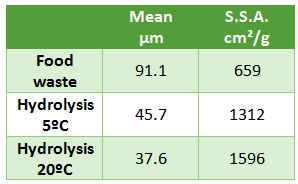 Mean S.S.A.
µm cm²/g
Food
waste 91.1 659
Hydrolysis
5ºC 45.7 1312
Hydrolysis
20ºC 37.6 1596